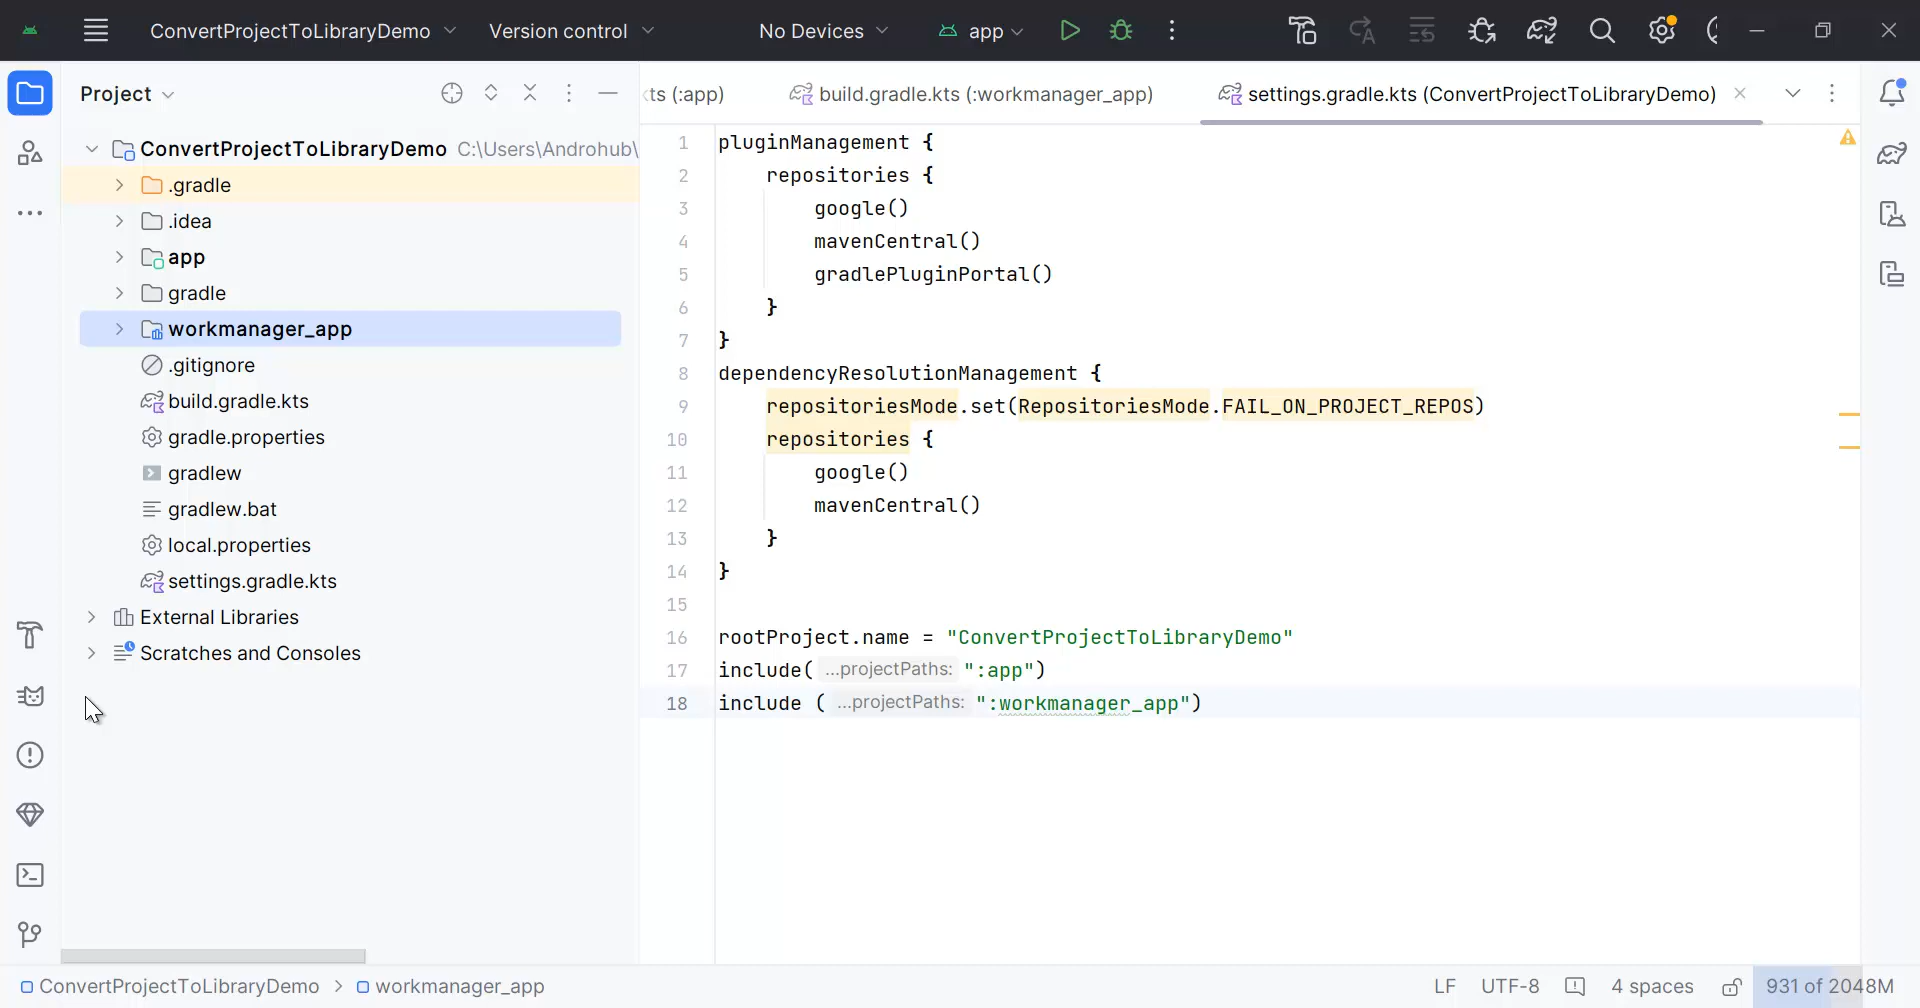 ConvertProjectToLibraryDemo Version control No Devices app
Project
ts (:app) build.gradle.kts (:workmanager_app) settings.gradle.kts (ConvertProjectToLibraryDemo)
ConvertProjectToLibraryDemo C:\Users\Androhub\
.gradle
.idea
app
gradle
workmanager_app
.gitignore
build.gradle.kts
gradle.properties
gradlew
gradlew.bat
local.properties
settings.gradle.kts
External Libraries
Scratches and Consoles
1 pluginManagement {
2 repositories {
3 google()
4 mavenCentral()
5 gradlePluginPortal()
6 }
7 }
8 dependencyResolutionManagement {
9 repositoriesMode.set(RepositoriesMode.FAIL_ON_PROJECT_REPOS)
10 repositories {
11 google()
12 mavenCentral()
13 }
14 }
15
16 rootProject.name = "ConvertProjectToLibraryDemo"
17 include( ...projectPaths: ":app")
18 include ( ...projectPaths: ":workmanager_app")
ConvertProjectToLibraryDemo > workmanager_app
LF UTF-8 4 spaces 931 of 2048M